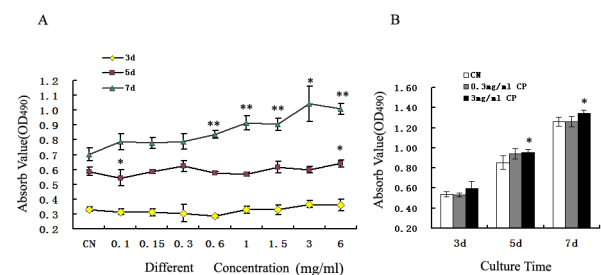 A
3d
5d
7d
Absorb Value(OD490)
1.2
1.1
1.0
0.9
0.8
0.7
0.6
0.5
0.4
0.3
0.2
*
**
**
**
*
**
*
CN 0.1 0.15 0.3 0.6 1 1.5 3 6
Different Concentration (mg/ml)
B
CN
0.3mg/ml CP
3mg/ml CP
Absorb Value(OD490)
1.60
1.40
1.20
1.00
0.80
0.60
0.40
0.20
*
*
3d 5d 7d
Culture Time